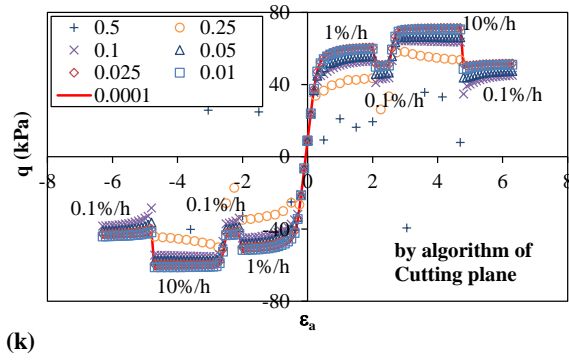 80
0.5 0.25
0.1 0.05
0.025 0.01
0.0001
1%/h
10%/h
40
0.1%/h
0.1%/h
q (kPa)
0
-8 -6 -4 -2 0 2 4 6 8
0.1%/h
0.1%/h
-40
1%/h
10%/h
by algorithm of
Cutting plane
-80
εa
(k)